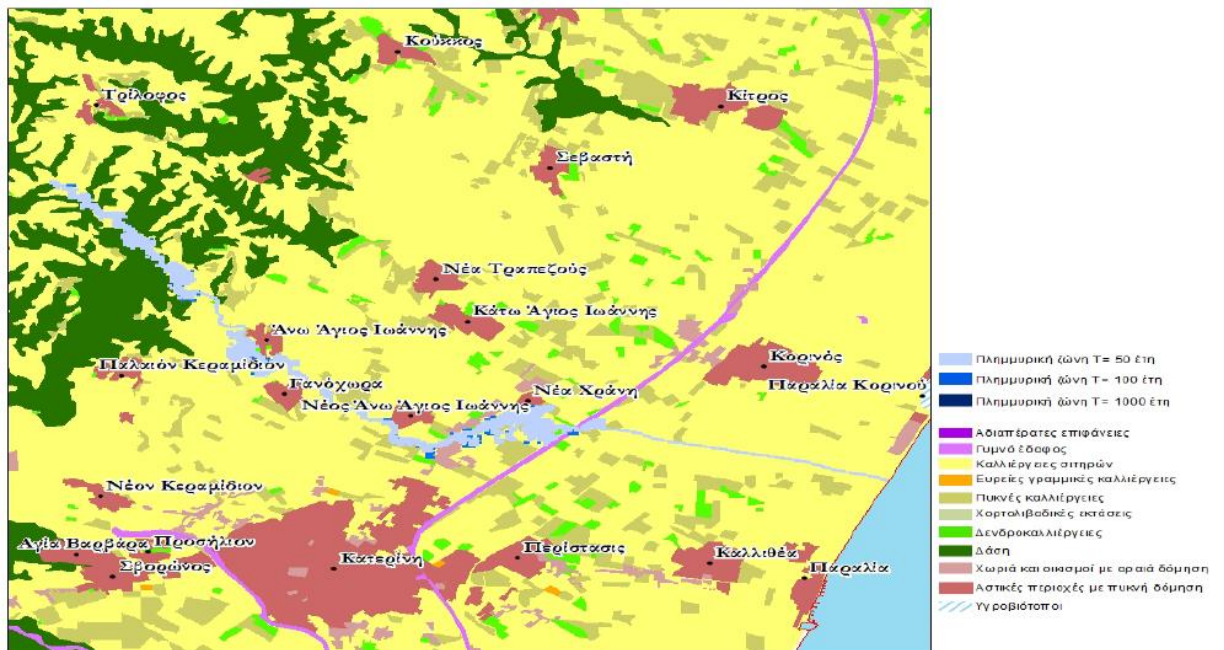 Κούκκος
Τρίλοφος
Κίτρος
Σεβαστή
Νέα Τραπεζούς
Κάτω Άγιος Ιωάννης
Άνω Άγιος Ιωάννης
Κορινός
Παλαιόν Κεραμίδιον
Παραλία Κορινού
Γανόχωρα
Νέα Χράνη
Νέος Άνω Άγιος Ιωάννης
Νέον Κεραμίδιον
Αγία Βαρβάρα
Προσήλιον
Σβορώνος
Κατερίνη
Περίστασις
Καλλιθέα
Παραλία
Πλημμυρική ζώνη Τ= 50 έτη
Πλημμυρική ζώνη Τ= 100 έτη
Πλημμυρική ζώνη Τ= 1000 έτη
Αδιαπέρατες επιφάνειες
Γυμνό έδαφος
Καλλιέργειες σιτηρών
Ευρείες γραμμικές καλλιέργειες
Πυκνές καλλιέργειες
Χορτολιβαδικές εκτάσεις
Δενδροκαλλιέργειες
Δάση
Χωριά και οικισμοί με αραιά δόμηση
Αστικές περιοχές με πυκνή δόμηση
Υγροβιότοποι